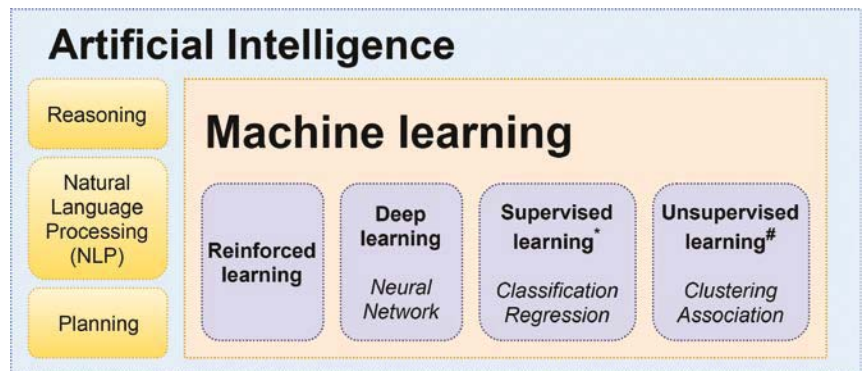 Artificial Intelligence
Reasoning
Natural
Language
Processing
(NLP)
Planning
Machine learning
Reinforced
learning
Deep
learning
Neural
Network
Supervised
learning*
Classification
Regression
Unsupervised
learning#
Clustering
Association